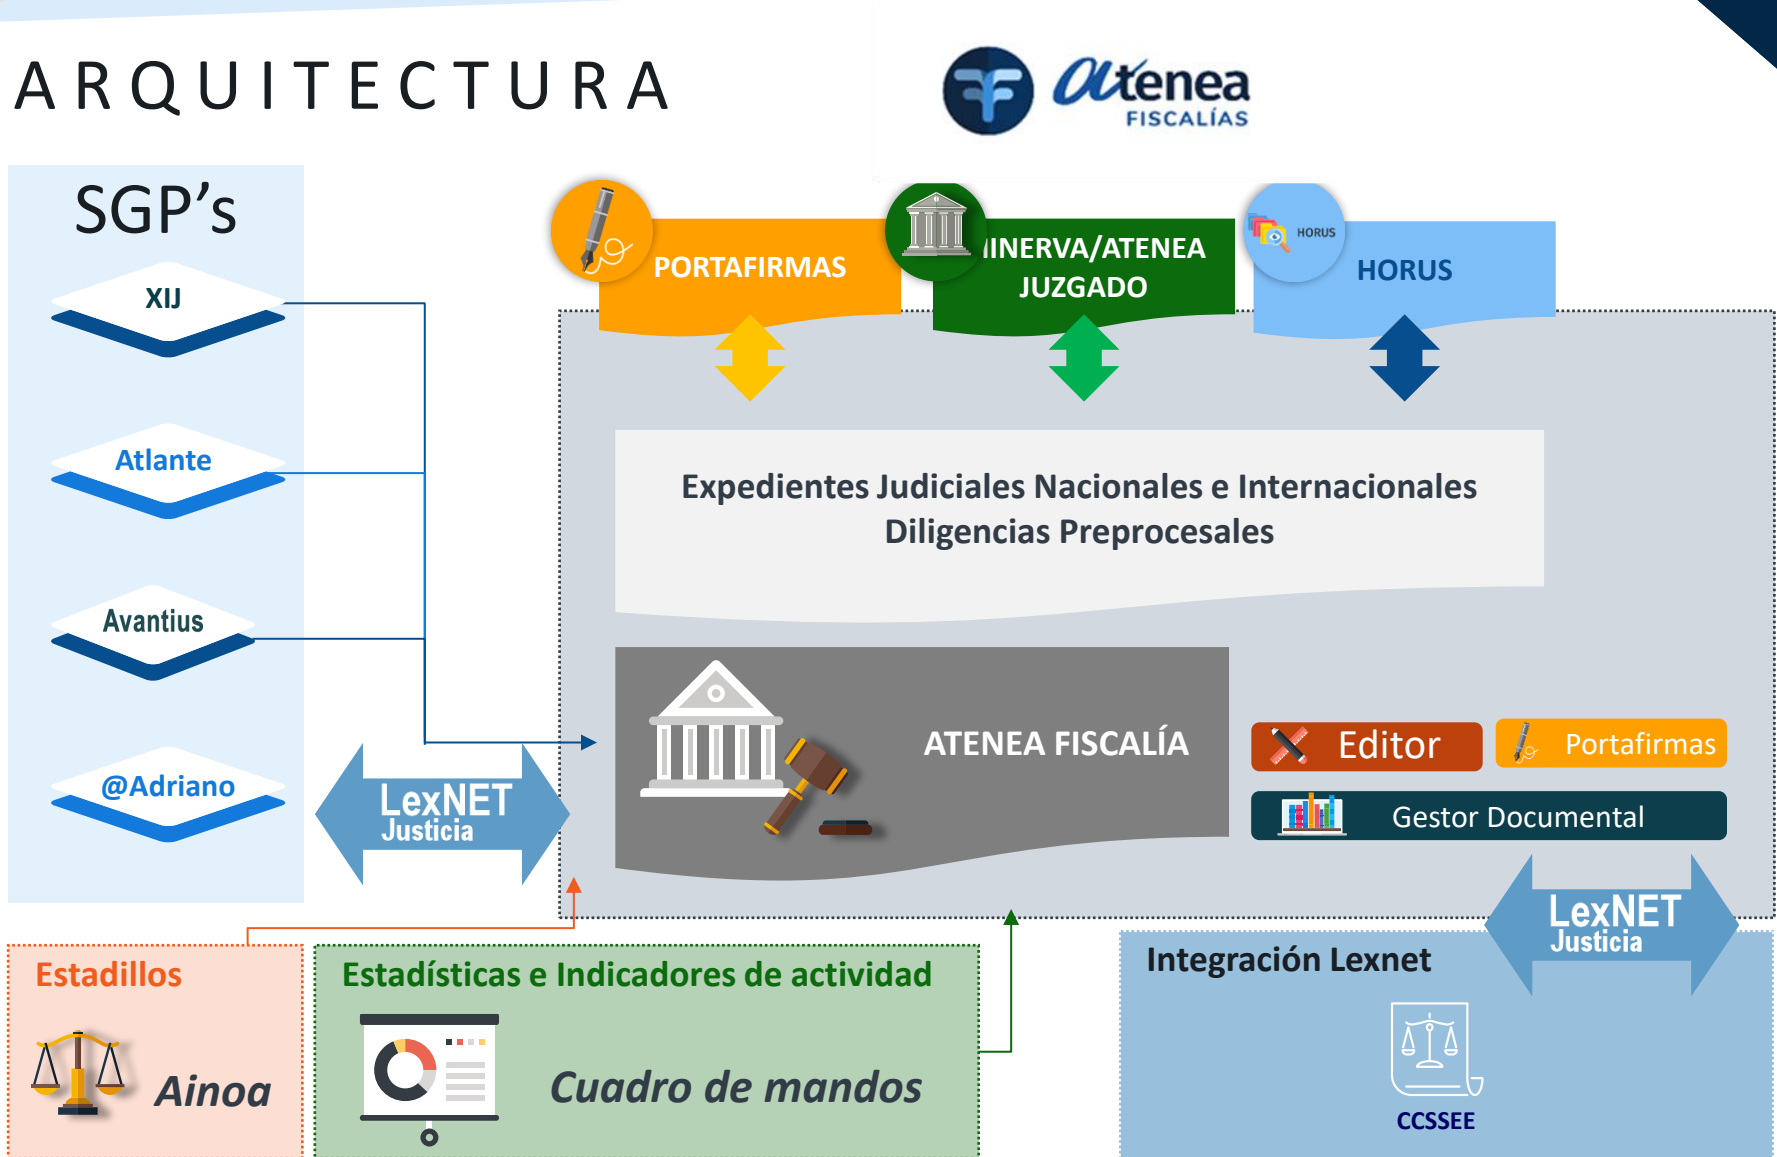 ARQUITECTURA
atenea
FISCALÍAS
SGP's
XIJ
Atlante
Avantius
@Adriano
PORTAFIRMAS
INERVA/ATENEA
JUZGADO
HORUS
HORUS
Expedientes Judiciales Nacionales e Internacionales
Diligencias Preprocesales
ATENEA FISCALÍA
Editor
Portafirmas
Gestor Documental
LexNET
Justicia
LexNET
Justicia
Estadillos
Ainoa
Estadísticas e Indicadores de actividad
Cuadro de mandos
Integración Lexnet
CCSSEE